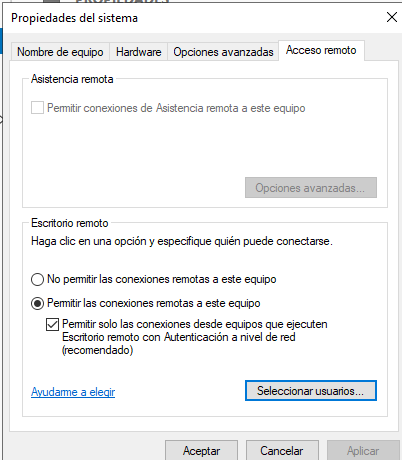 Propiedades del sistema
Nombre de equipo
Hardware
Opciones avanzadas
Acceso remoto
Asistencia remota
Permitir conexiones de Asistencia remota a este equipo
Opciones avanzadas...
Escritorio remoto
Haga clic en una opción y especifique quién puede conectarse.
No permitir las conexiones remotas a este equipo
Permitir las conexiones remotas a este equipo
Permitir solo las conexiones desde equipos que ejecuten
Escritorio remoto con Autenticación a nivel de red
(recomendado)
Ayudarme a elegir
Seleccionar usuarios...
Aceptar
Cancelar
Aplicar